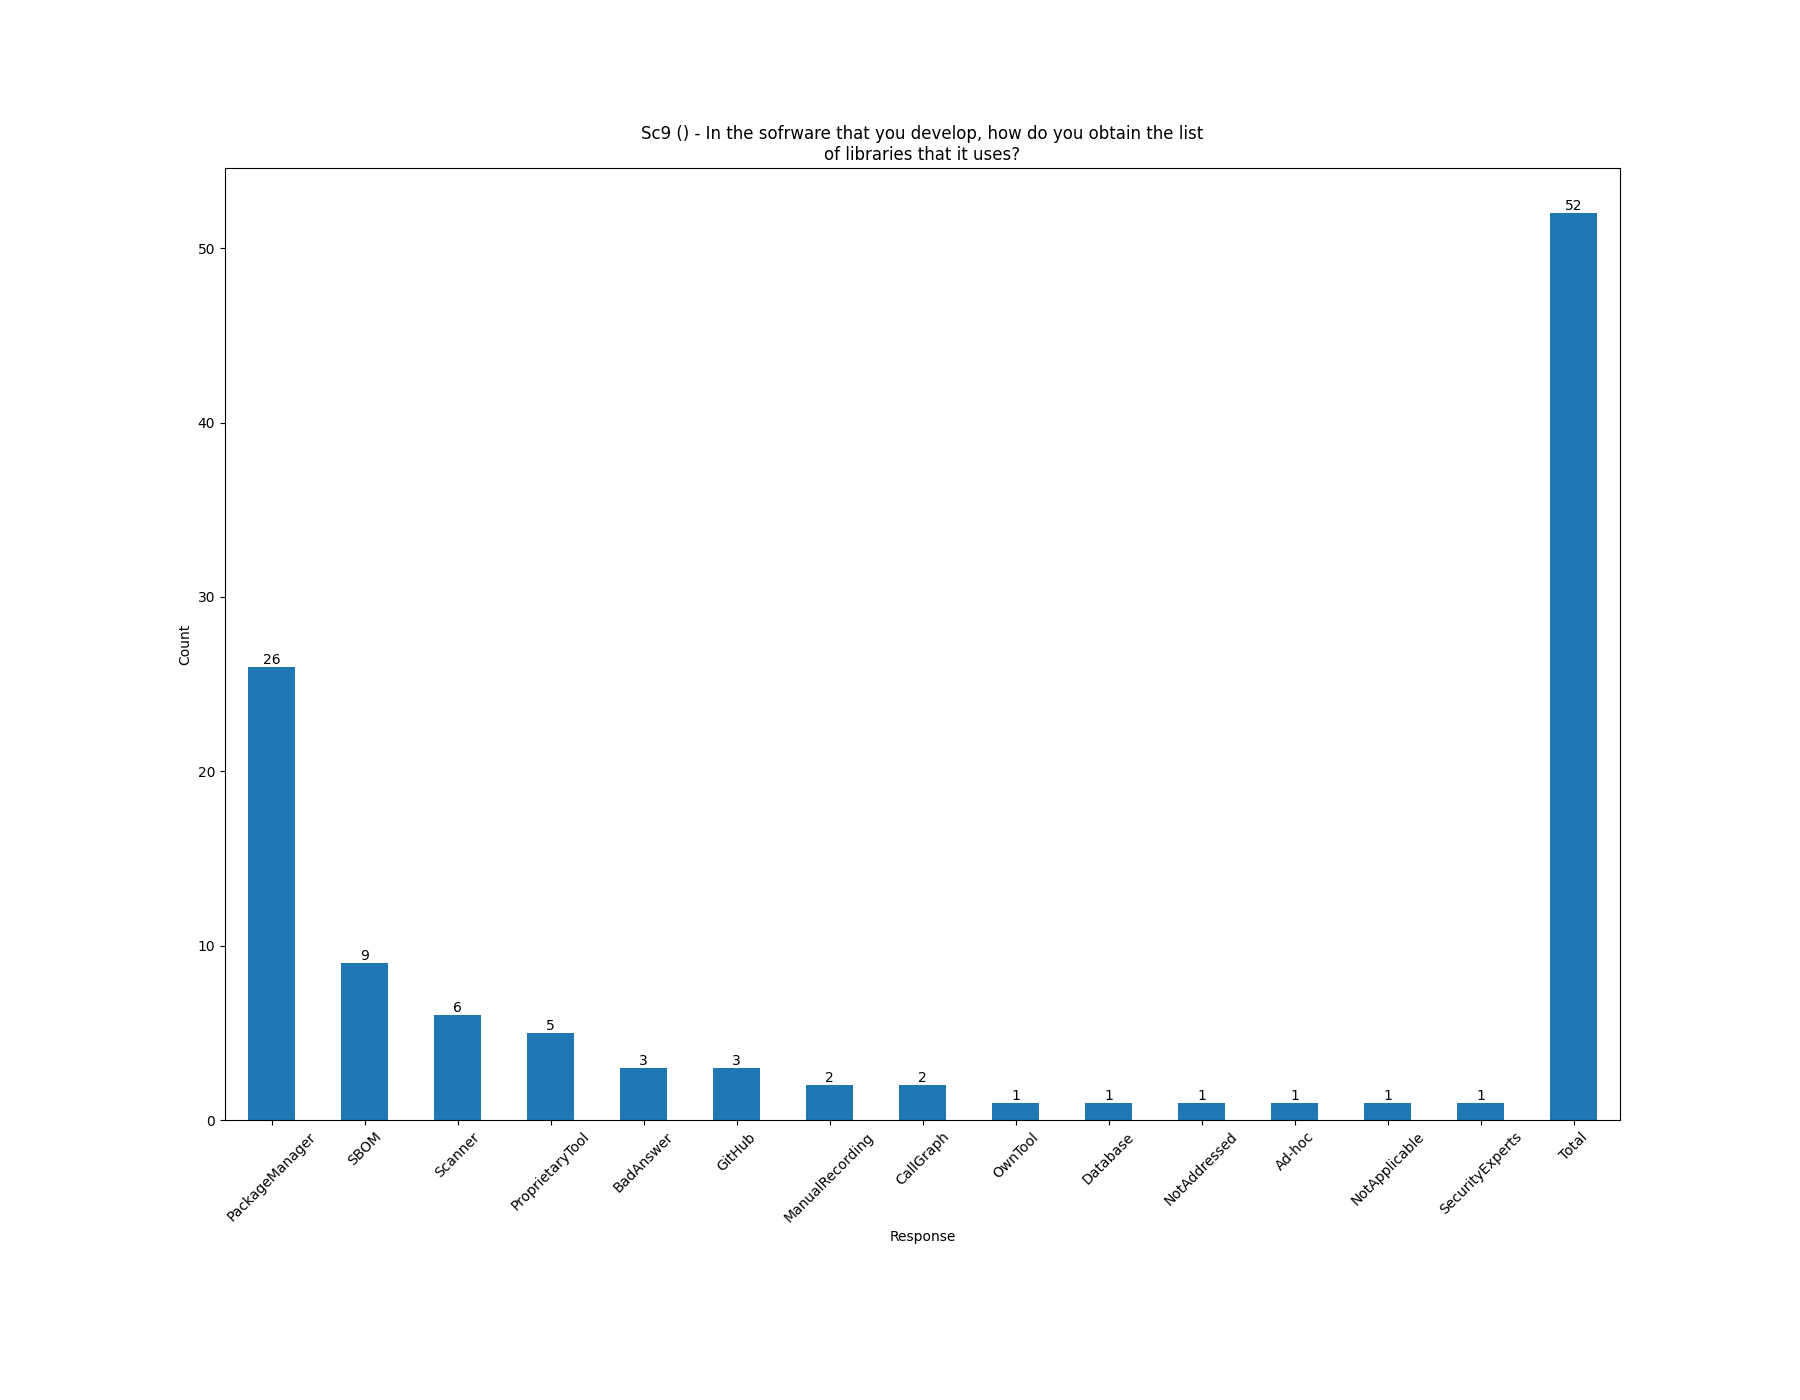 Sc9 () - In the sofrware that you develop, how do you obtain the list
of libraries that it uses?
52
50
40
30
26
20
10
9
6
5
3
3
2
2
1
1
1
1
1
1
0
Count
PackageManager
SBOM
Scanner
ProprietaryTool
BadAnswer
GitHub
ManualRecording
CallGraph
OwnTool
Database
NotAddressed
Ad-hoc
NotApplicable
SecurityExperts
Total
Response